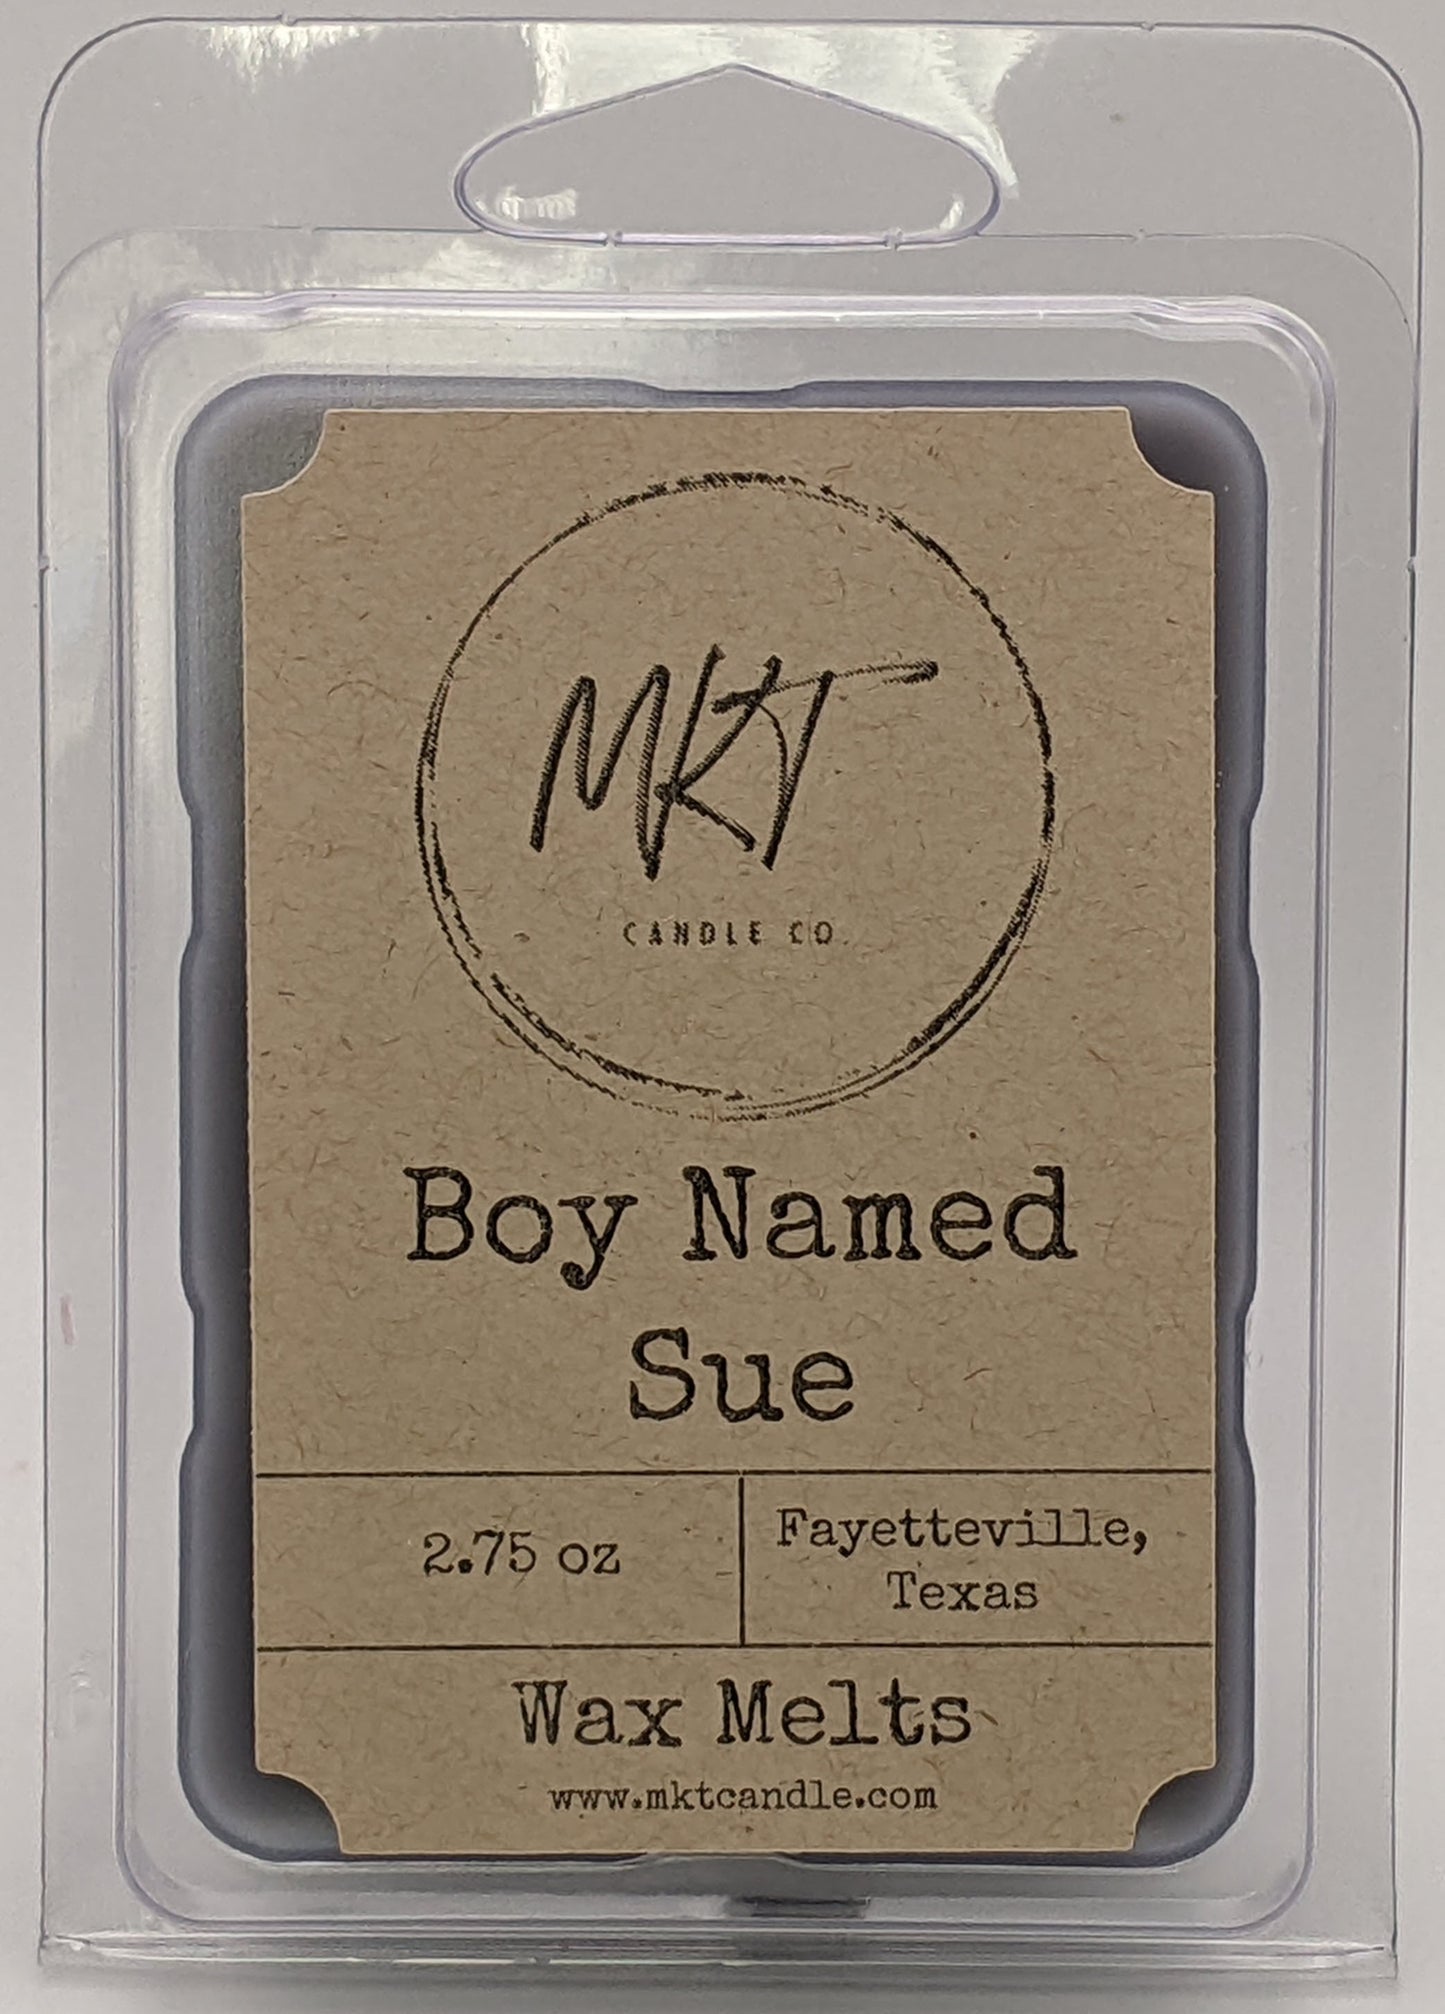 MKT
CANDLE CO.
Boy Named
Sue
2.75 oz
Fayetteville,
Texas
Wax Melts
www.mktcandle.com